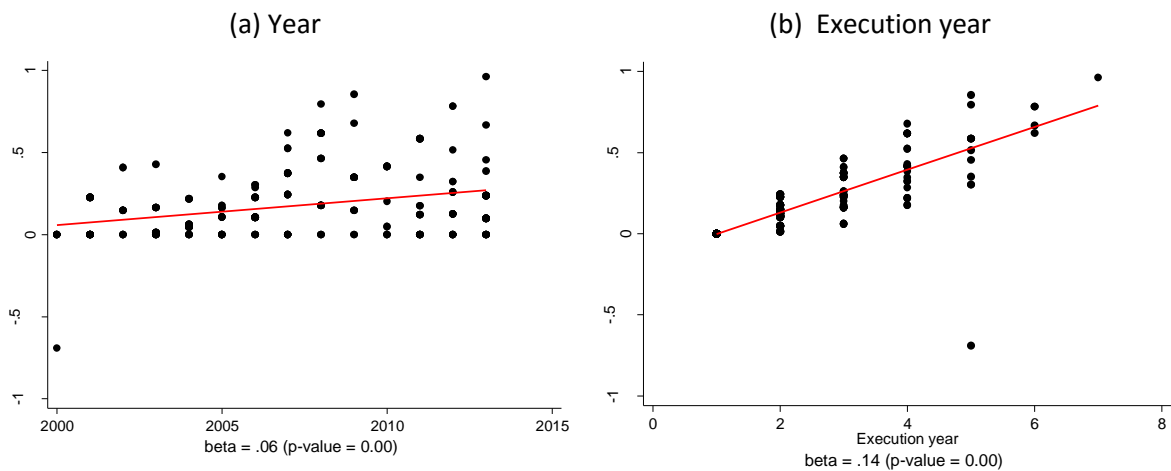 (a) Year
1
.5
0
-.5
-1
2000 2005 2010 2015
beta = .06 (p-value = 0.00)
(b) Execution year
1
.5
0
-.5
-1
0 2 4 6 8
Execution year
beta = .14 (p-value = 0.00)